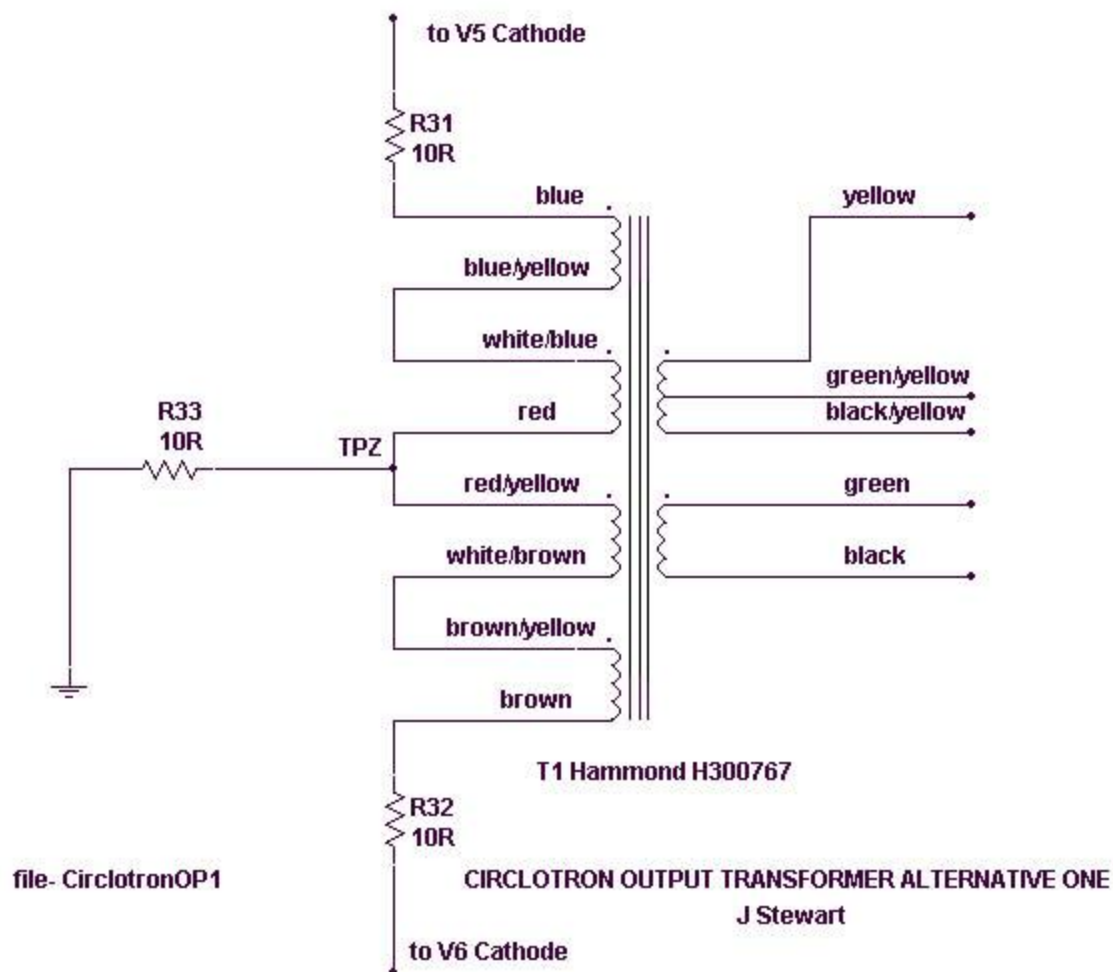 to V5 Cathode
R31
10R
blue
yellow
blue/yellow
white/blue
green/yellow
red
black/yellow
R33
10R
TPZ
red/yellow
green
white/brown
black
brown/yellow
brown
T1 Hammond H300767
R32
10R
file- CirclotronOP1
CIRCLOTRON OUTPUT TRANSFORMER ALTERNATIVE ONE
J Stewart
to V6 Cathode